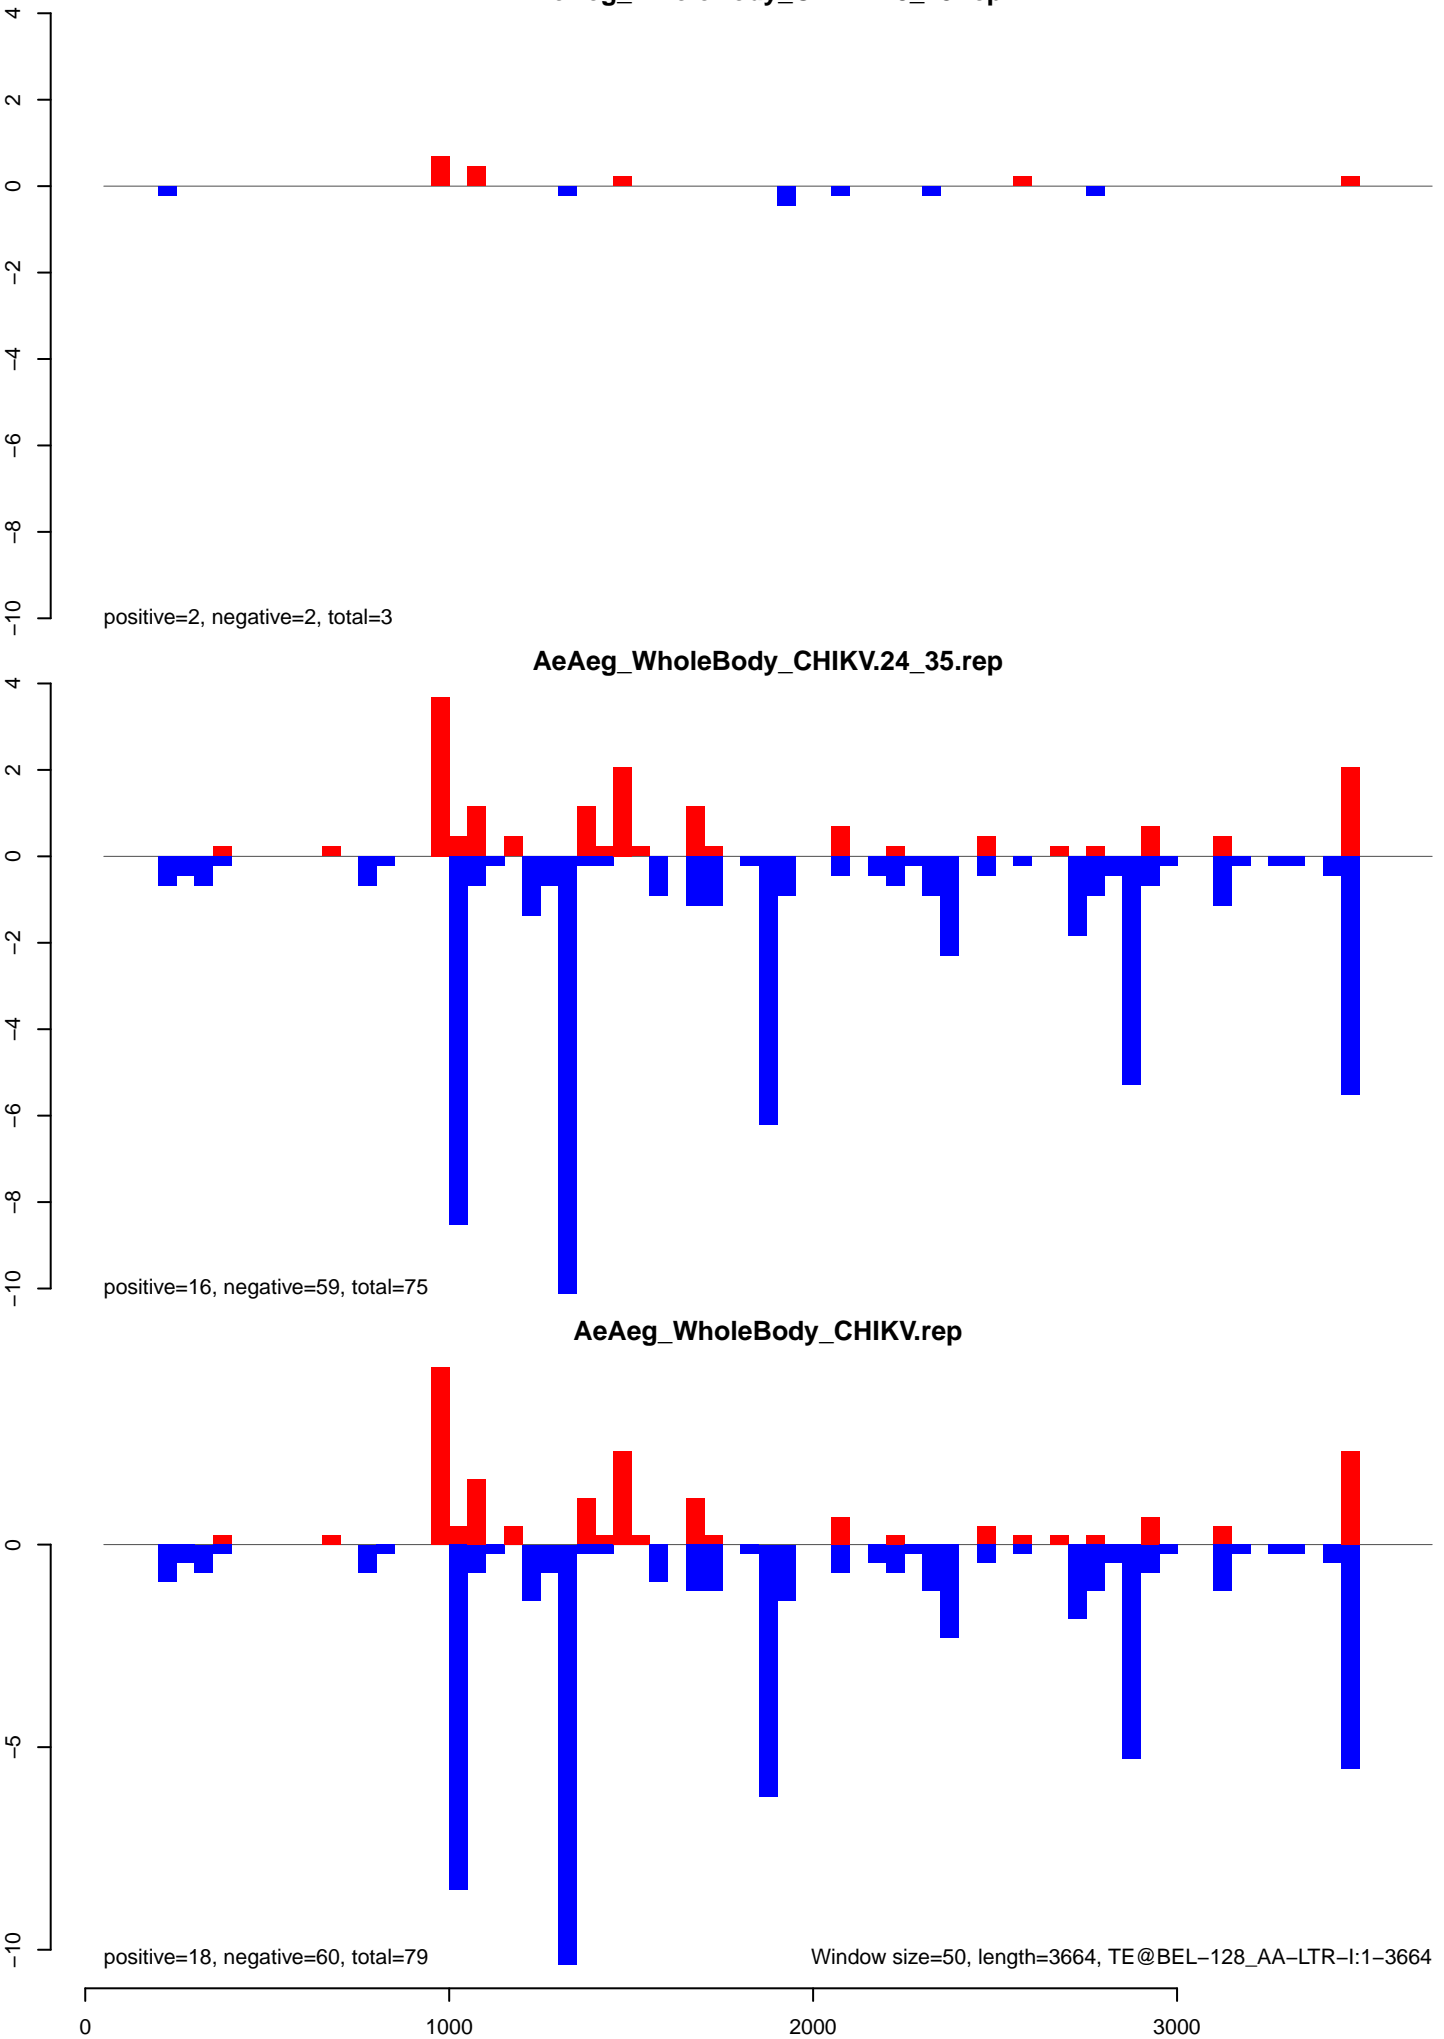 4
2
0
−2
−4
−6
−8
−10
positive=2, negative=2, total=3
AeAeg_WholeBody_CHIKV.24_35.rep
4
2
0
−2
−4
−6
−8
−10
positive=16, negative=59, total=75
AeAeg_WholeBody_CHIKV.rep
0
−5
−10
positive=18, negative=60, total=79
Window size=50, length=3664, TE@BEL−128_AA−LTR−I:1−3664
0 1000 2000 3000